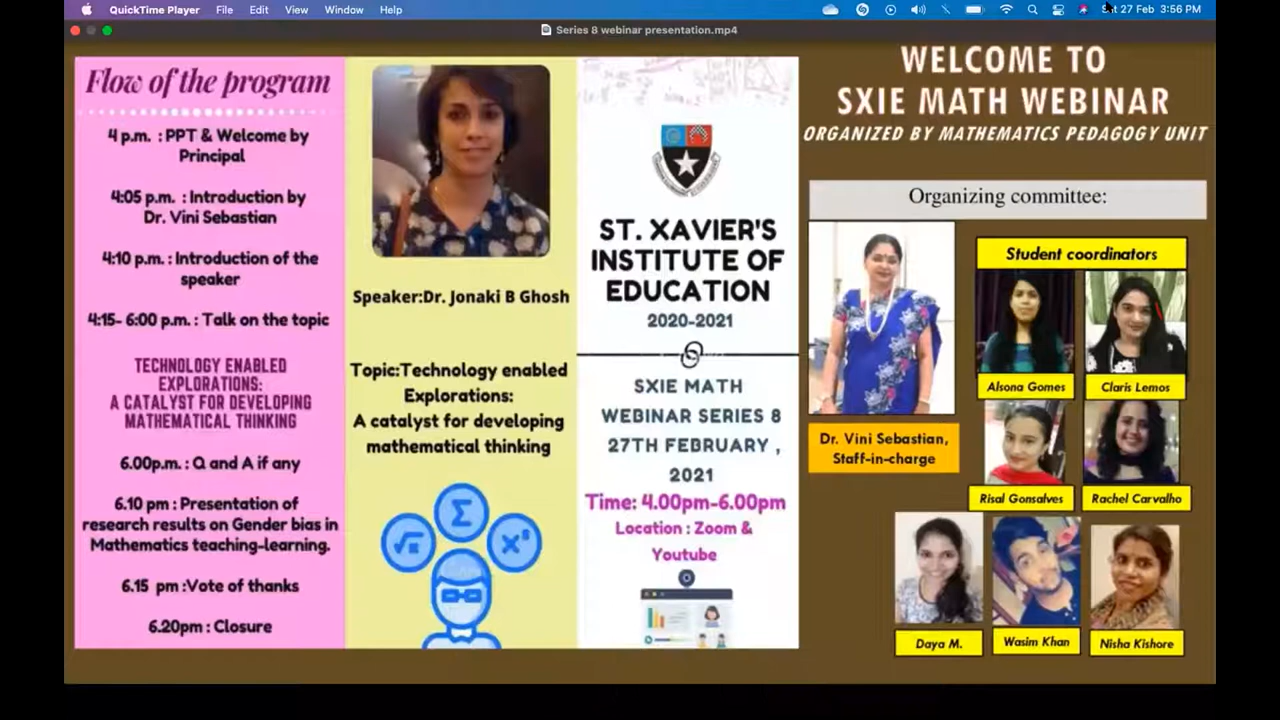 QuickTime Player File Edit View Window Help
27 Feb 3:56 PM
Series 8 webinar presentation.mp4
Flow of the program
4 p.m. : PPT & Welcome by
Principal
4:05 p.m. : Introduction by
Dr. Vini Sebastian
4:10 p.m. : Introduction of the
speaker
4:15- 6:00 p.m. : Talk on the topic
TECHNOLOGY ENABLED
EXPLORATIONS:
A CATALYST FOR DEVELOPING
MATHEMATICAL THINKING
6.00p.m. : Q and A if any
6.10 pm : Presentation of
research results on Gender bias in
Mathematics teaching-learning.
6.15 pm :Vote of thanks
6.20pm : Closure
Speaker:Dr. Jonaki B Ghosh
Topic:Technology enabled
Explorations:
A catalyst for developing
mathematical thinking
Σ
√x
ST. XAVIER'S
INSTITUTE OF
EDUCATION
2020-2021
SXIE MATH
WEBINAR SERIES 8
27TH FEBRUARY ,
2021
Time: 4.00pm-6.00pm
Location : Zoom &
Youtube
WELCOME TO
SXIE MATH WEBINAR
ORGANIZED BY MATHEMATICS PEDAGOGY UNIT
Organizing committee:
Dr. Vini Sebastian,
Staff-in-charge
Student coordinators
Alsona Gomes
Claris Lemos
Risal Gonsalves
Rachel Carvalho
Daya M.
Wasim Khan
Nisha Kishore